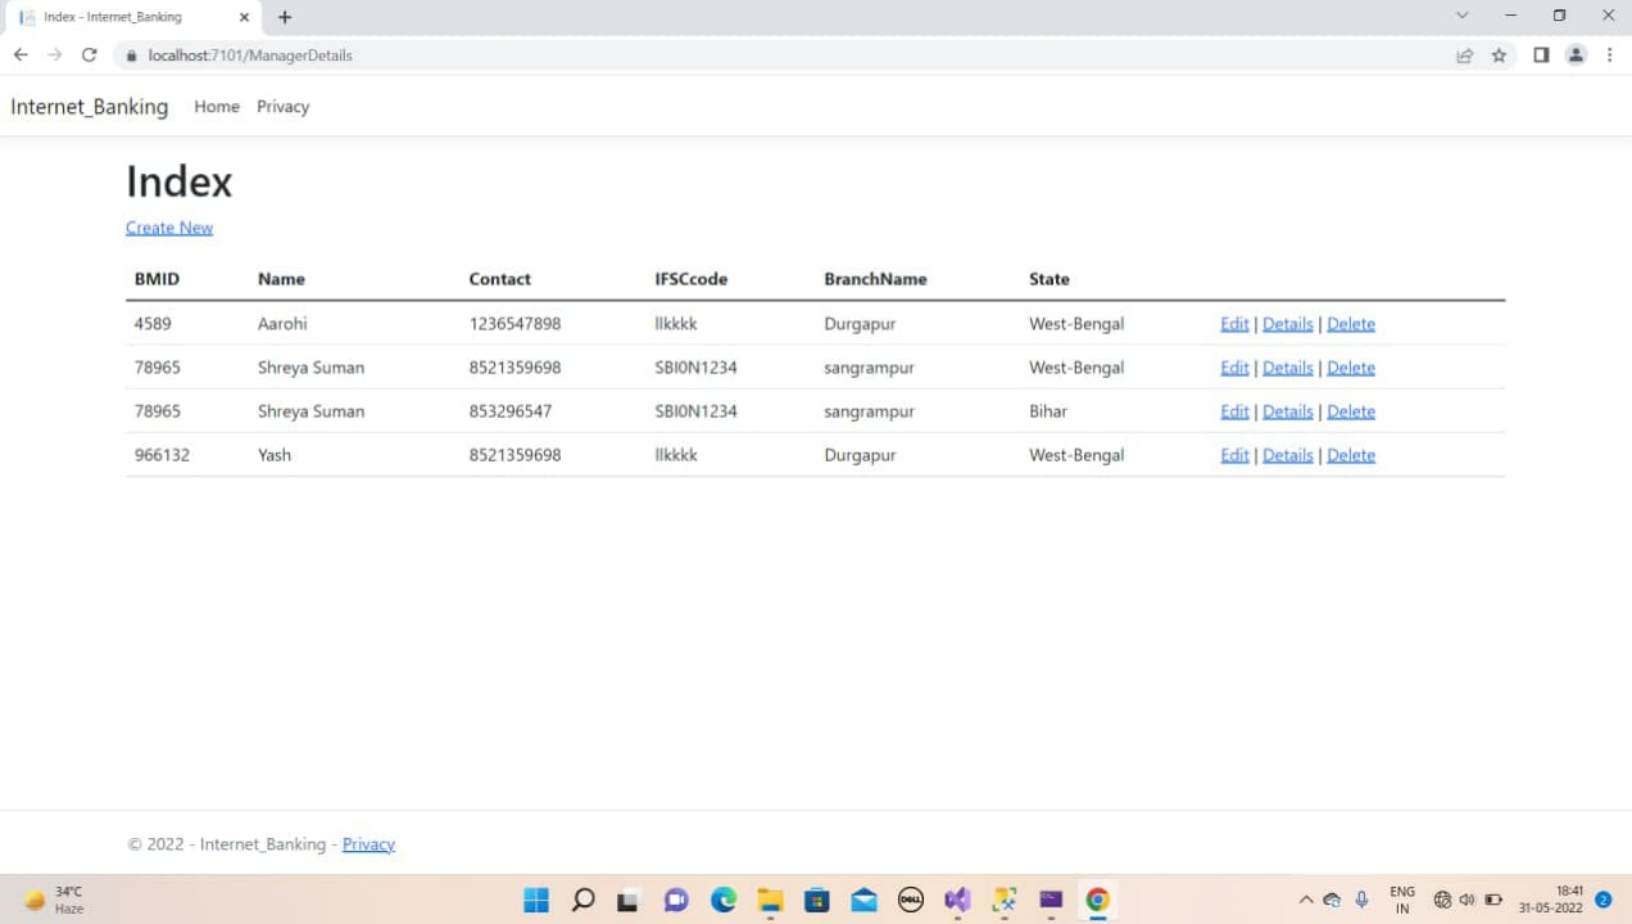 Index - Internet_Banking
localhost:7101/ManagerDetails
Internet_Banking Home Privacy
Index
Create New
BMID Name Contact IFSCcode BranchName State
4589 Aarohi 1236547898 llkkkk Durgapur West-Bengal Edit | Details | Delete
78965 Shreya Suman 8521359698 SBI0N1234 sangrampur West-Bengal Edit | Details | Delete
78965 Shreya Suman 853296547 SBI0N1234 sangrampur Bihar Edit | Details | Delete
966132 Yash 8521359698 llkkkk Durgapur West-Bengal Edit | Details | Delete
© 2022 - Internet_Banking - Privacy
34°C
Haze
DELL
ENG
IN
18:41
31-05-2022
2